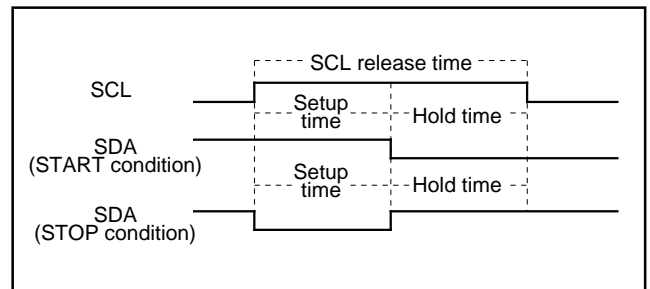 SCL release time
SCL
Setup
time
Hold time
SDA
(START condition)
Setup
time
Hold time
SDA
(STOP condition)